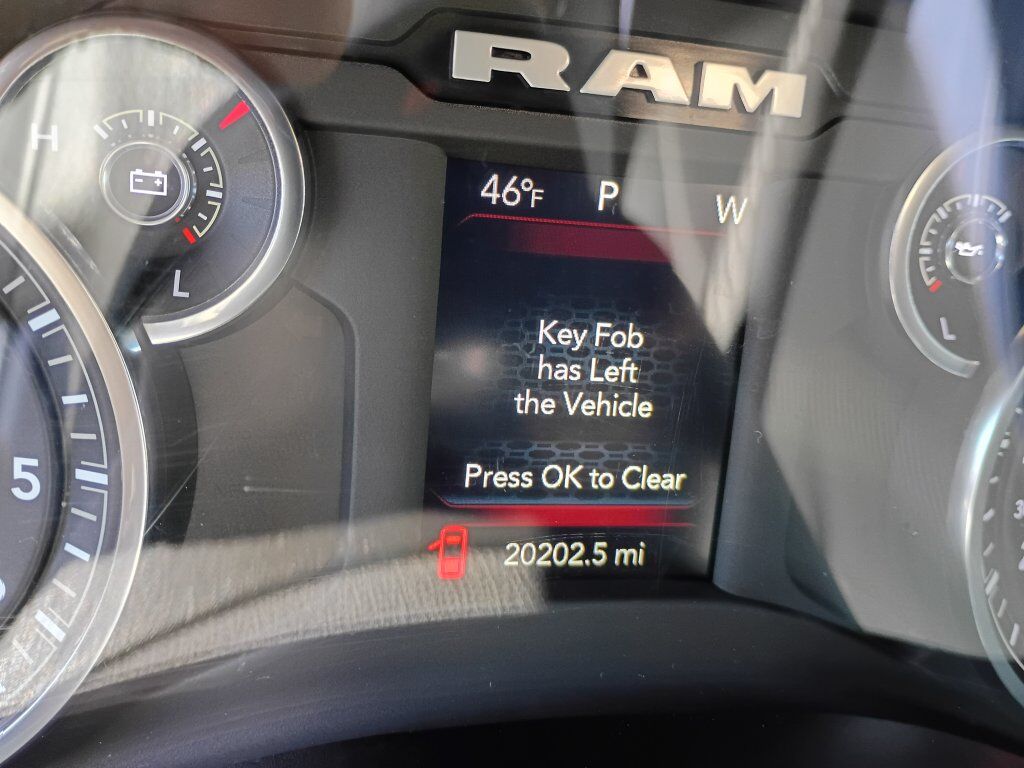 RAM
H
46°F P W
Key Fob
has Left
the Vehicle
L
L
Press OK to Clear
5
20202.5 mi